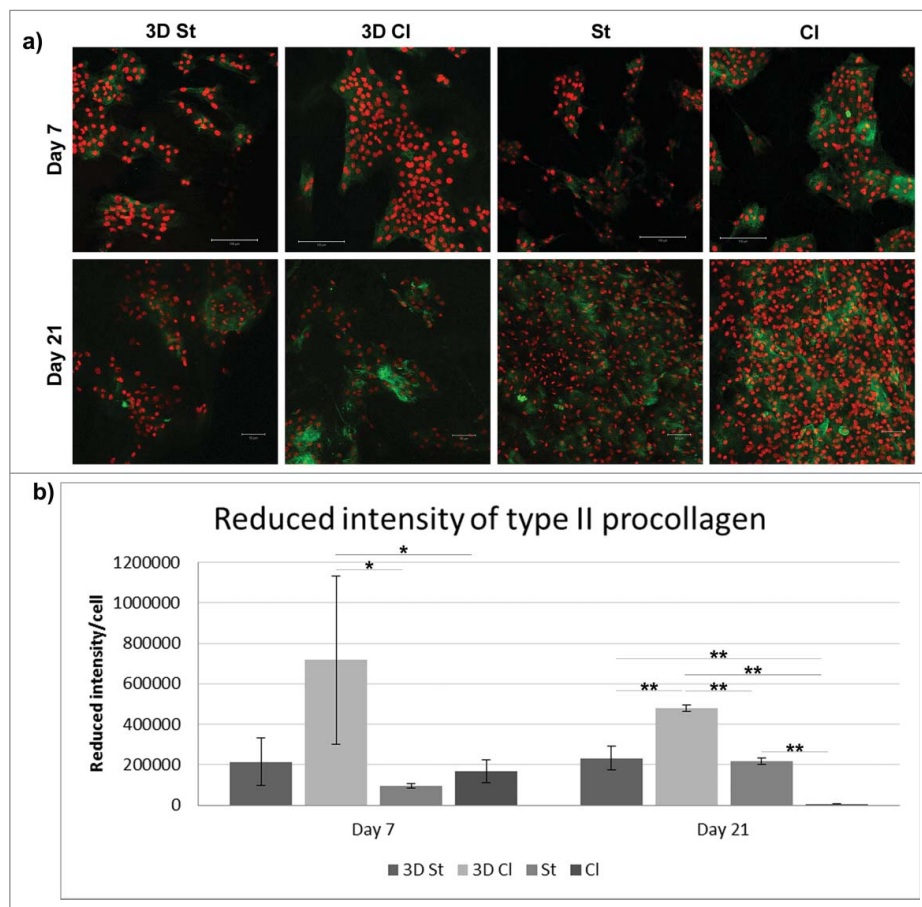 a)
3D St 3D Cl St Cl
Day 7
Day 21
b)
Reduced intensity of type II procollagen
Reduced intensity/cell
1200000
1000000
800000
600000
400000
200000
0
* *
** ** ** ** **
Day 7 Day 21
3D St 3D Cl St Cl